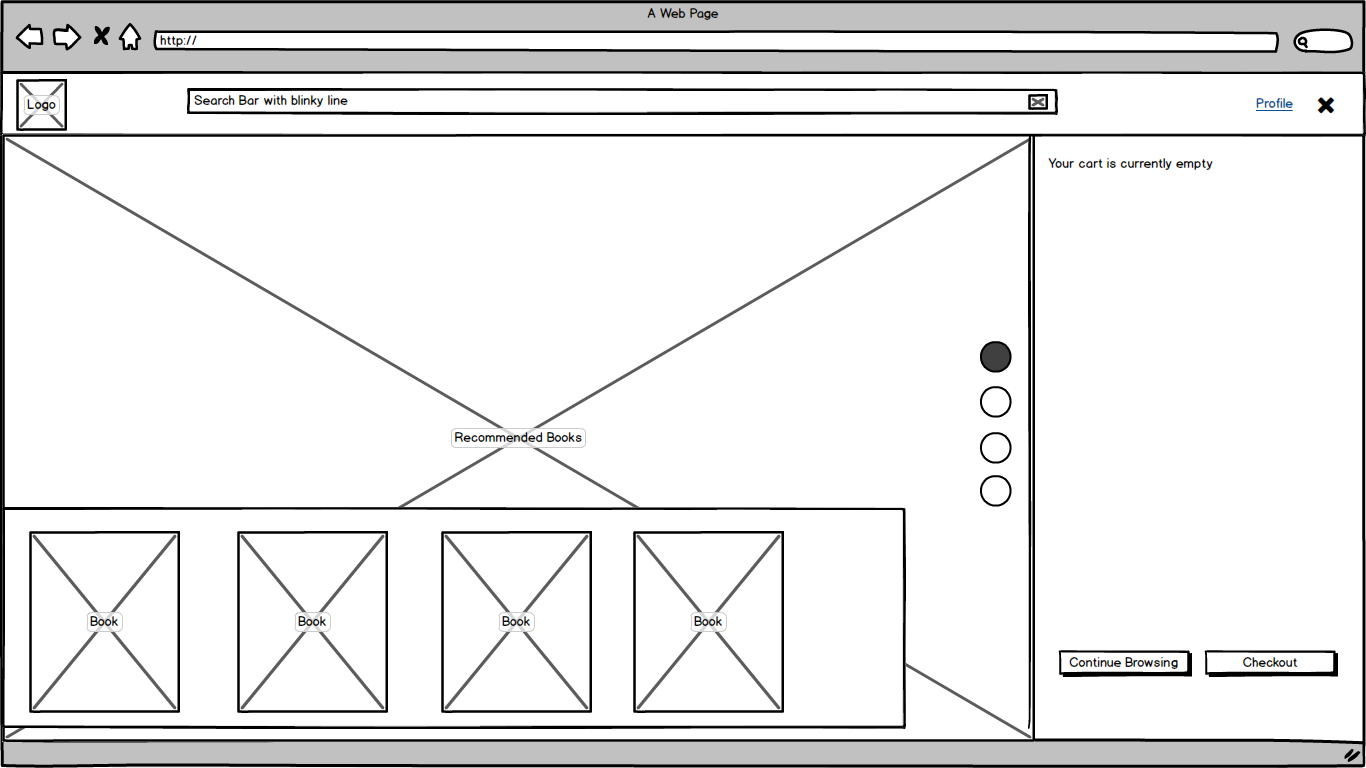 A Web Page
http://
Logo
Search Bar with blinky line
Profile
Your cart is currently empty
Recommended Books
Book
Book
Book
Book
Continue Browsing
Checkout